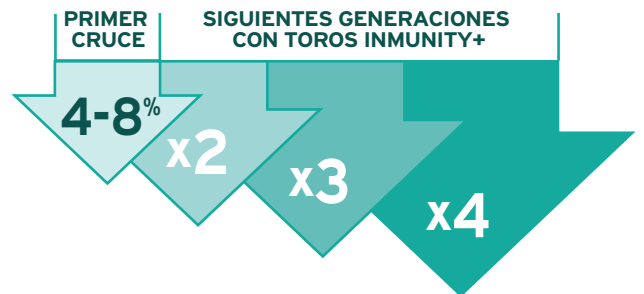 PRIMER
CRUCE
SIGUIENTES GENERACIONES
CON TOROS INMUNITY+
4-8%
x2
x3
x4